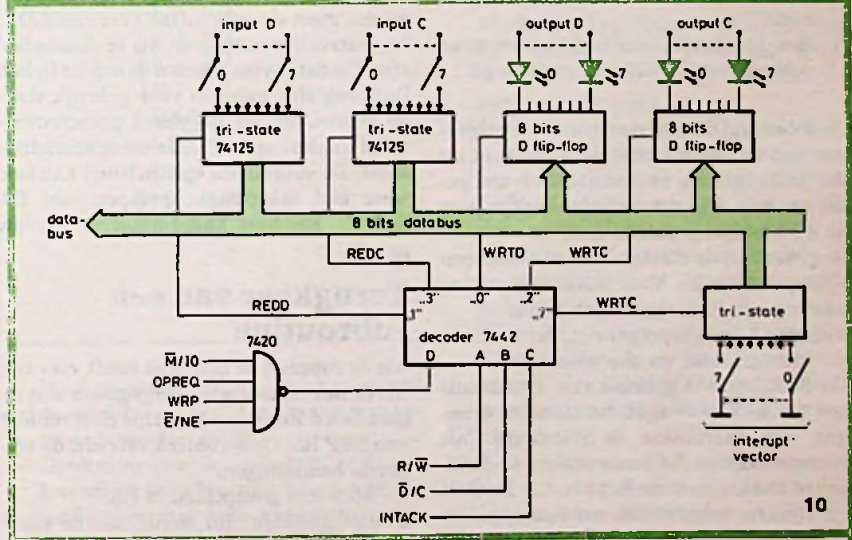 input D input C output D output C
0 7 0 7 0 7 0 7
tri-state 74125
tri-state 74125
8 bits D flip-flop
8 bits D flip-flop
data-bus
8 bits databus
REDC WRTD WRTC
REDD „3" „0" „2" WRTC
„1" „7"
decoder 7442
D A B C
tri-state
7 0
interupt vector
7420
M̅/IO
OPREQ
WRP
E̅/NE
R/W̅
D̅/C
INTACK
10